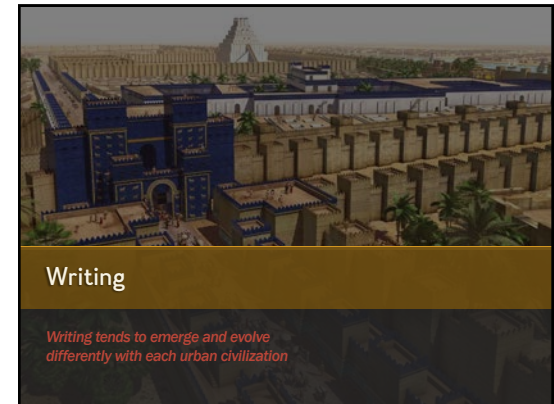 Writing
Writing tends to emerge and evolve
differently with each urban civilization